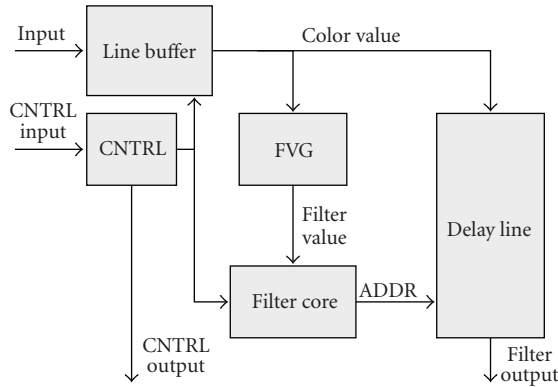 Input
Line buffer
Color value
CNTRL
input
CNTRL
FVG
Filter
value
Delay line
Filter core
ADDR
CNTRL
output
Filter
output